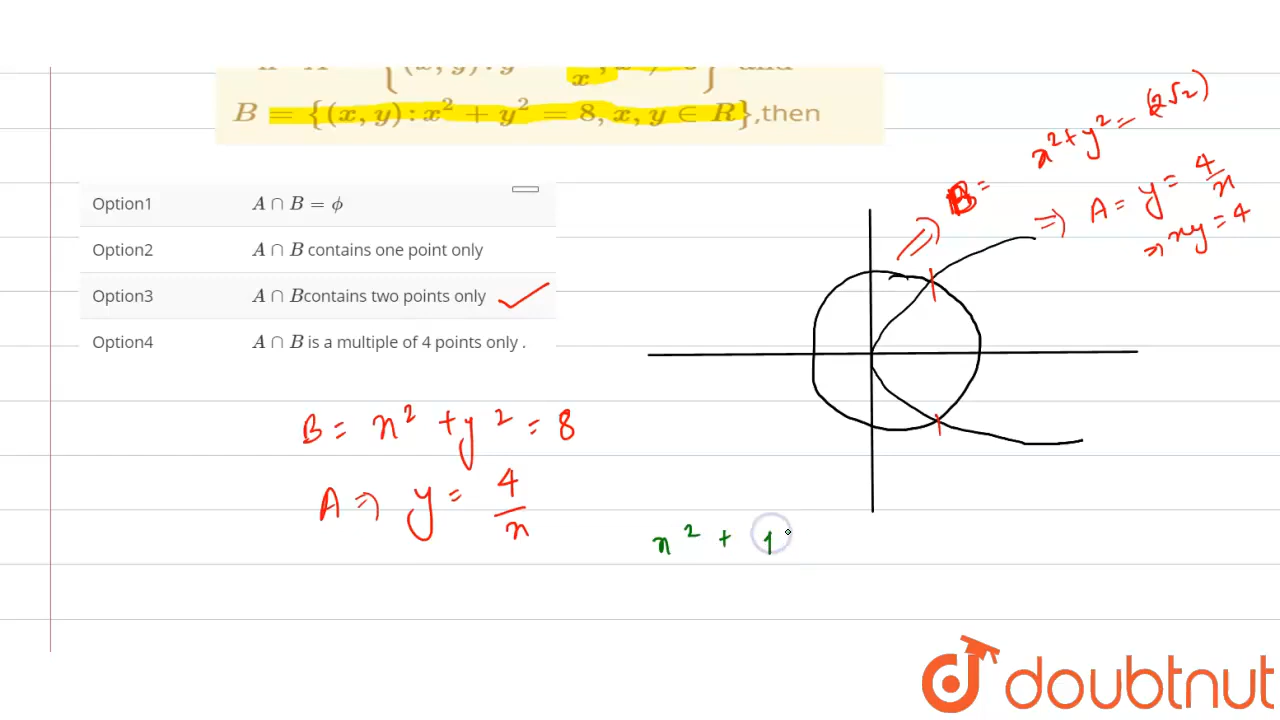 B = {(x, y) : x² + y² = 8, x, y ∈ R},then
Option1 A ∩ B = ϕ
Option2 A ∩ B contains one point only
Option3 A ∩ Bcontains two points only
Option4 A ∩ B is a multiple of 4 points only .
B = x² + y² = (2√2)
⇒ A = y = 4/x
⇒ xy = 4
B = x² + y² = 8
A ⇒ y = 4/x
x² + 1
doubtnut